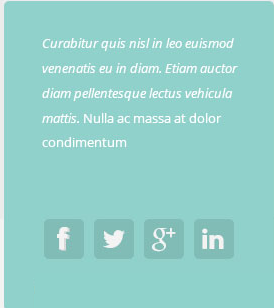 Curabitur quis nisl in leo euismod
venenatis eu in diam. Etiam auctor
diam pellentesque lectus vehicula
mattis. Nulla ac massa at dolor
condimentum
f g+ in